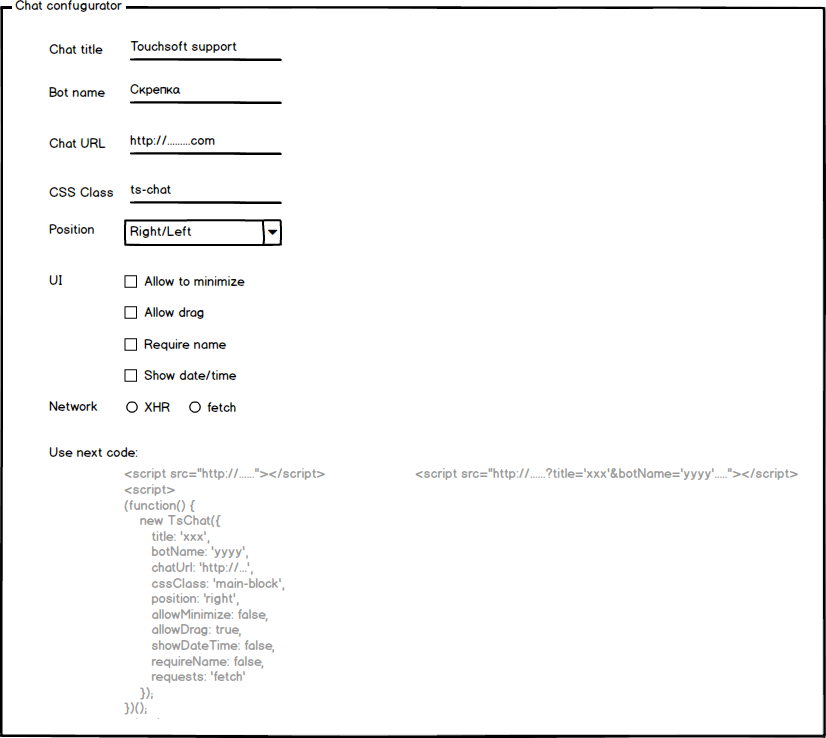 Chat confugurator
Chat title Touchsoft support
Bot name Скрепка
Chat URL http://.........com
CSS Class ts-chat
Position Right/Left
UI Allow to minimize
Allow drag
Require name
Show date/time
Network XHR fetch
Use next code:
<script src="http://......"></script> <script src="http://......?title='xxx'&botName='yyyy'....."></script>
<script>
(function() {
new TsChat({
title: 'xxx',
botName: 'yyyy',
chatUrl: 'http://...',
cssClass: 'main-block',
position: 'right',
allowMinimize: false,
allowDrag: true,
showDateTime: false,
requireName: false,
requests: 'fetch'
});
})();